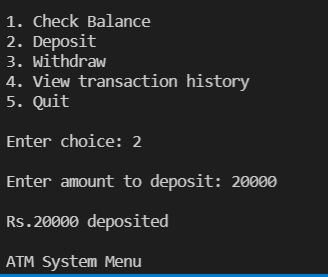 1. Check Balance
2. Deposit
3. Withdraw
4. View transaction history
5. Quit
Enter choice: 2
Enter amount to deposit: 20000
Rs.20000 deposited
ATM System Menu